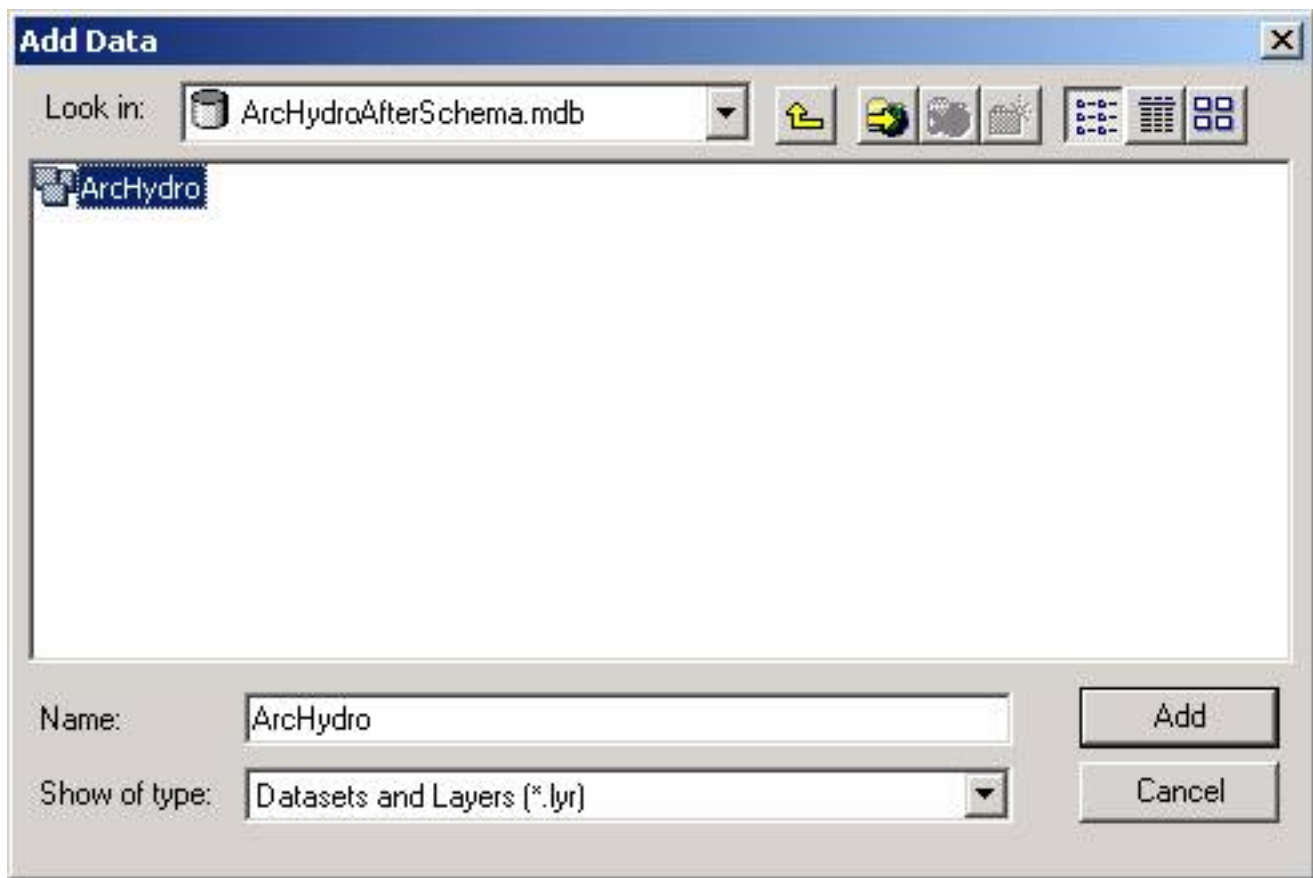 Add Data
Look in: ArcHydroAfterSchema.mdb
ArcHydro
Name: ArcHydro Add
Show of type: Datasets and Layers (*.lyr) Cancel